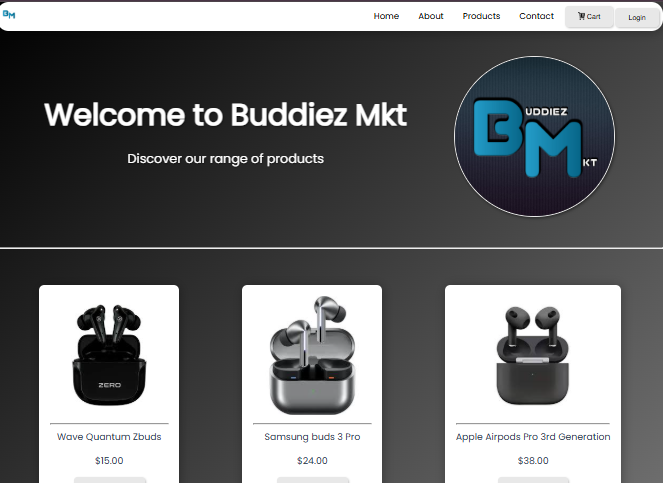 BM
Home About Products Contact Cart Login
Welcome to Buddiez Mkt
Discover our range of products
BUDDIEZ
MKT
ZERO
Wave Quantum Zbuds
$15.00
Samsung buds 3 Pro
$24.00
Apple Airpods Pro 3rd Generation
$38.00